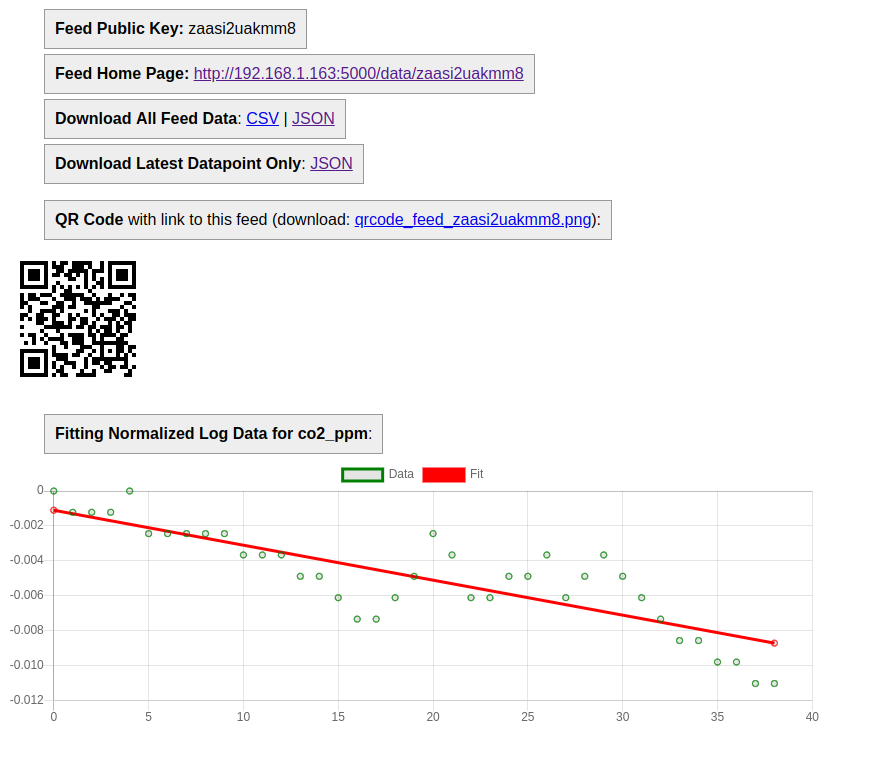 Feed Public Key: zaasi2uakmm8
Feed Home Page: http://192.168.1.163:5000/data/zaasi2uakmm8
Download All Feed Data: CSV | JSON
Download Latest Datapoint Only: JSON
QR Code with link to this feed (download: qrcode_feed_zaasi2uakmm8.png):
Fitting Normalized Log Data for co2_ppm:
Data Fit
0
-0.002
-0.004
-0.006
-0.008
-0.010
-0.012
0 5 10 15 20 25 30 35 40